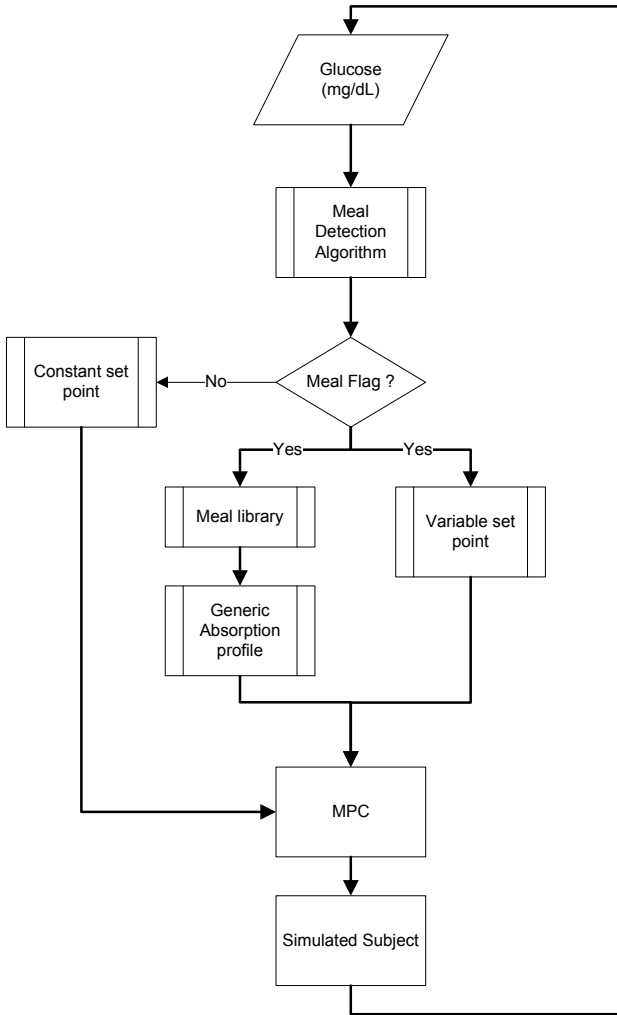 Glucose
(mg/dL)
Meal
Detection
Algorithm
Meal Flag ?
No
Constant set
point
Yes
Yes
Meal library
Variable set
point
Generic
Absorption
profile
MPC
Simulated Subject